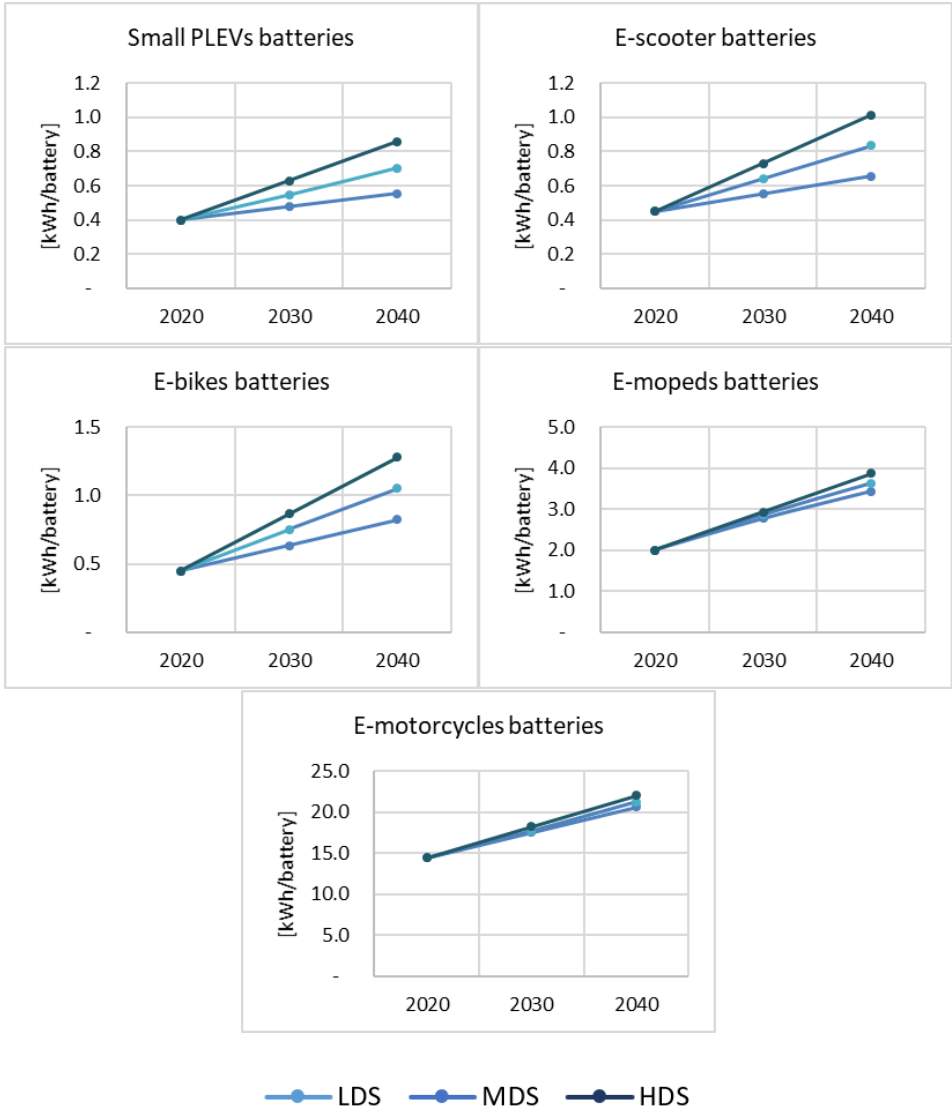 Small PLEVs batteries
[kWh/battery]
1.2
1.0
0.8
0.6
0.4
0.2
-
2020 2030 2040
E-scooter batteries
[kWh/battery]
1.2
1.0
0.8
0.6
0.4
0.2
-
2020 2030 2040
E-bikes batteries
[kWh/battery]
1.5
1.0
0.5
-
2020 2030 2040
E-mopeds batteries
[kWh/battery]
5.0
4.0
3.0
2.0
1.0
-
2020 2030 2040
E-motorcycles batteries
[kWh/battery]
25.0
20.0
15.0
10.0
5.0
-
2020 2030 2040
LDS MDS HDS